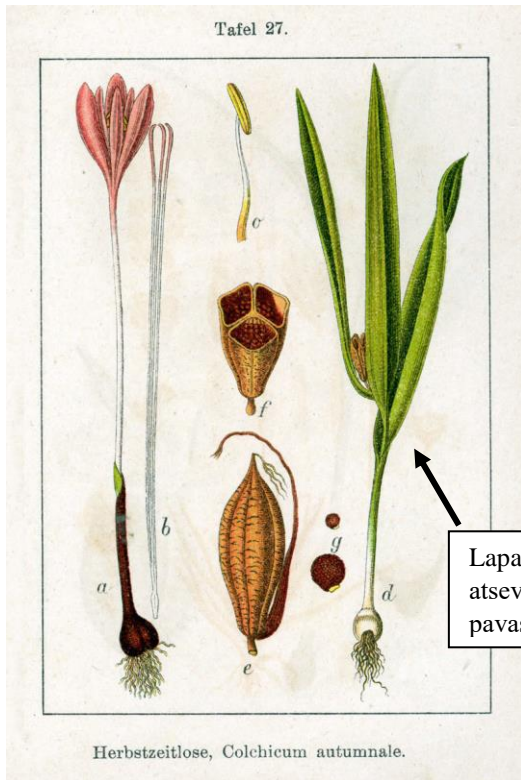 Tafel 27.
a
b
c
d
e
f
g
Lapa
atsev
pavas
Herbstzeitlose, Colchicum autumnale.